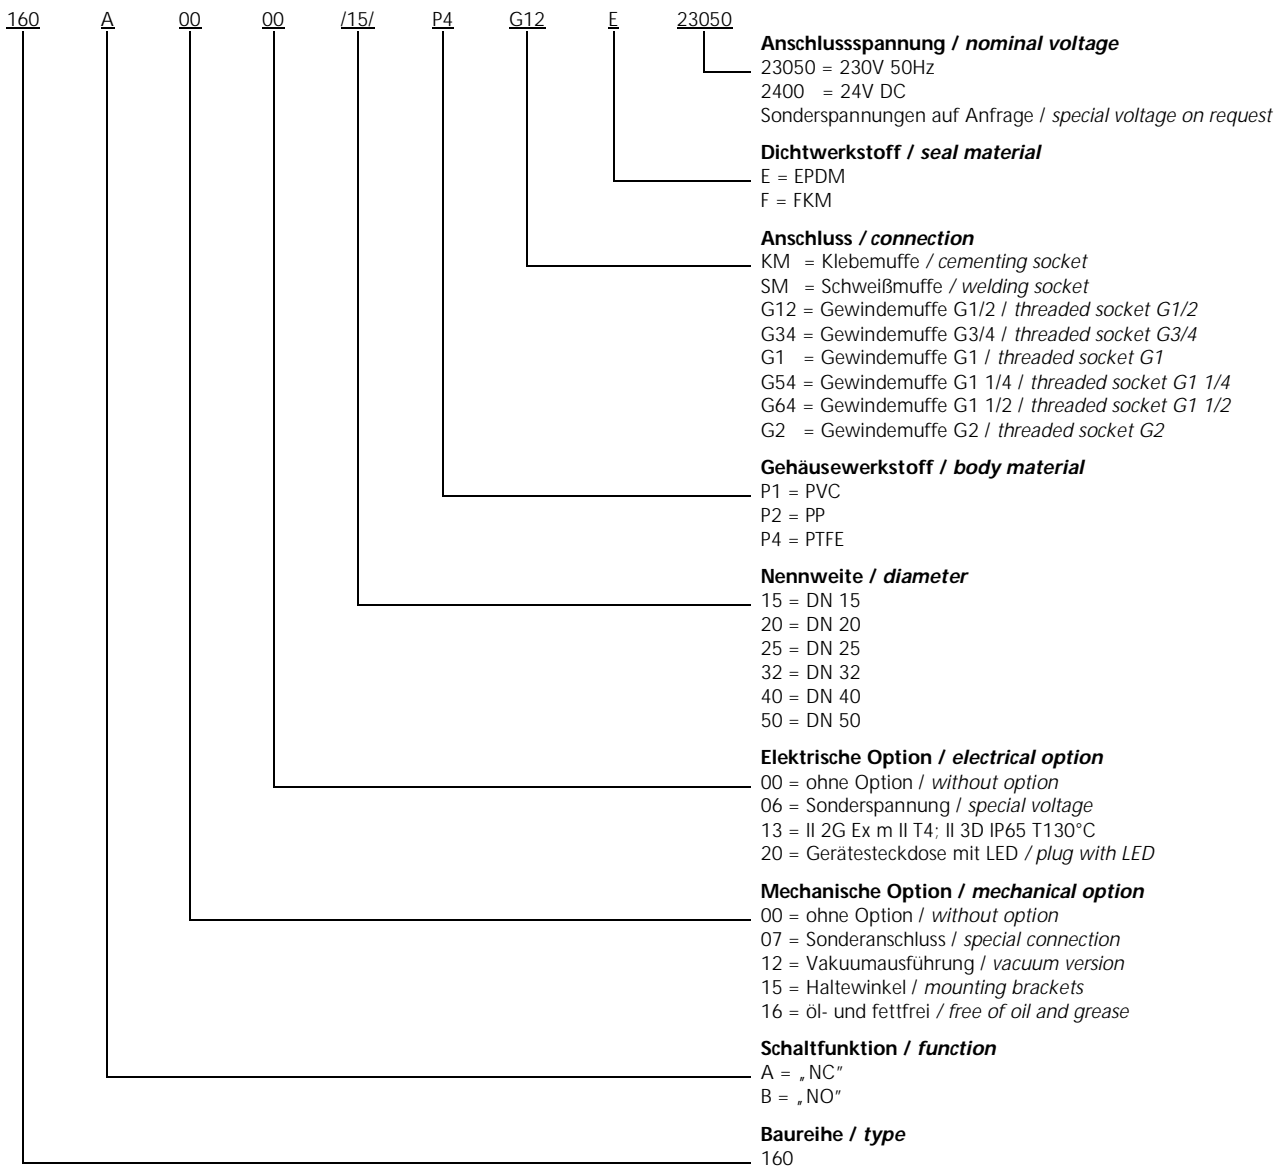 160 A 00 00 /15/ P4 G12 E 23050
Anschlussspannung / nominal voltage
23050 = 230V 50Hz
2400 = 24V DC
Sonderspannungen auf Anfrage / special voltage on request
Dichtwerkstoff / seal material
E = EPDM
F = FKM
Anschluss / connection
KM = Klebemuffe / cementing socket
SM = Schweißmuffe / welding socket
G12 = Gewindemuffe G1/2 / threaded socket G1/2
G34 = Gewindemuffe G3/4 / threaded socket G3/4
G1 = Gewindemuffe G1 / threaded socket G1
G54 = Gewindemuffe G1 1/4 / threaded socket G1 1/4
G64 = Gewindemuffe G1 1/2 / threaded socket G1 1/2
G2 = Gewindemuffe G2 / threaded socket G2
Gehäusewerkstoff / body material
P1 = PVC
P2 = PP
P4 = PTFE
Nennweite / diameter
15 = DN 15
20 = DN 20
25 = DN 25
32 = DN 32
40 = DN 40
50 = DN 50
Elektrische Option / electrical option
00 = ohne Option / without option
06 = Sonderspannung / special voltage
13 = II 2G Ex m II T4; II 3D IP65 T130°C
20 = Gerätesteckdose mit LED / plug with LED
Mechanische Option / mechanical option
00 = ohne Option / without option
07 = Sonderanschluss / special connection
12 = Vakuumausführung / vacuum version
15 = Haltewinkel / mounting brackets
16 = öl- und fettfrei / free of oil and grease
Schaltfunktion / function
A = „NC"
B = „NO"
Baureihe / type
160